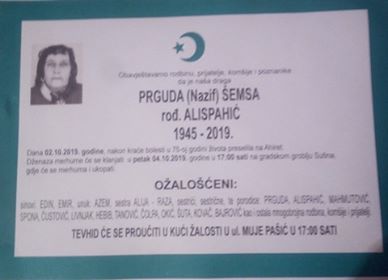 Obavještavamo rodbinu, prijatelje, komšije i poznanike
da je naša draga
PRGUDA (Nazif) ŠEMSA
rođ. ALISPAHIĆ
1945 - 2019.
Dana 02.10.2019. godine, nakon kraće bolesti u 75-oj godini života preselila na Ahiret.
Dženaza merhume će se klanjati u petak 04.10.2019 godine u 17:00 sati na gradskom groblju Sutina,
gdje će se merhuma i ukopati.
OŽALOŠĆENI:
sinovi: EDIN, EMIR, unuk: AZEM, sestra ALIJA - RAZA, sestrići, sestrične, te porodice: PRGUDA, ALISPAHIĆ, MAHMUTOVIĆ,
SPONA, ČUSTOVIĆ, LIVNJAK, HEBIB, TANOVIĆ, ČOLPA, OKIĆ, ŠUTA, KOVAČ, BAJROVIĆ kao i ostala mnogobrojna rodbina, komšije i prijatelji.
TEVHID ĆE SE PROUČITI U KUĆI ŽALOSTI U ul. MUJE PAŠIĆ U 17:00 SATI